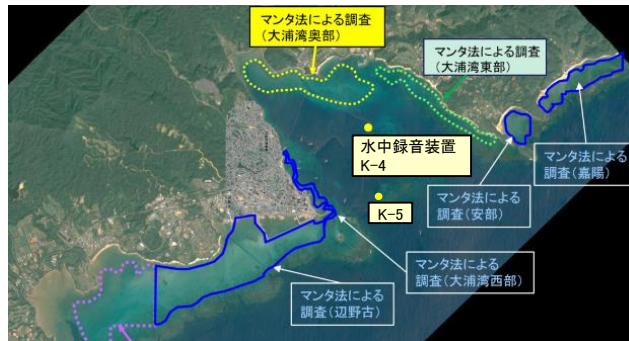 マンタ法による調査
（大浦湾奥部）
マンタ法による調査
（大浦湾東部）
水中録音装置
K-4
K-5
マンタ法による
調査（嘉陽）
マンタ法による
調査（安部）
マンタ法による
調査（大浦湾西部）
マンタ法による
調査（辺野古）